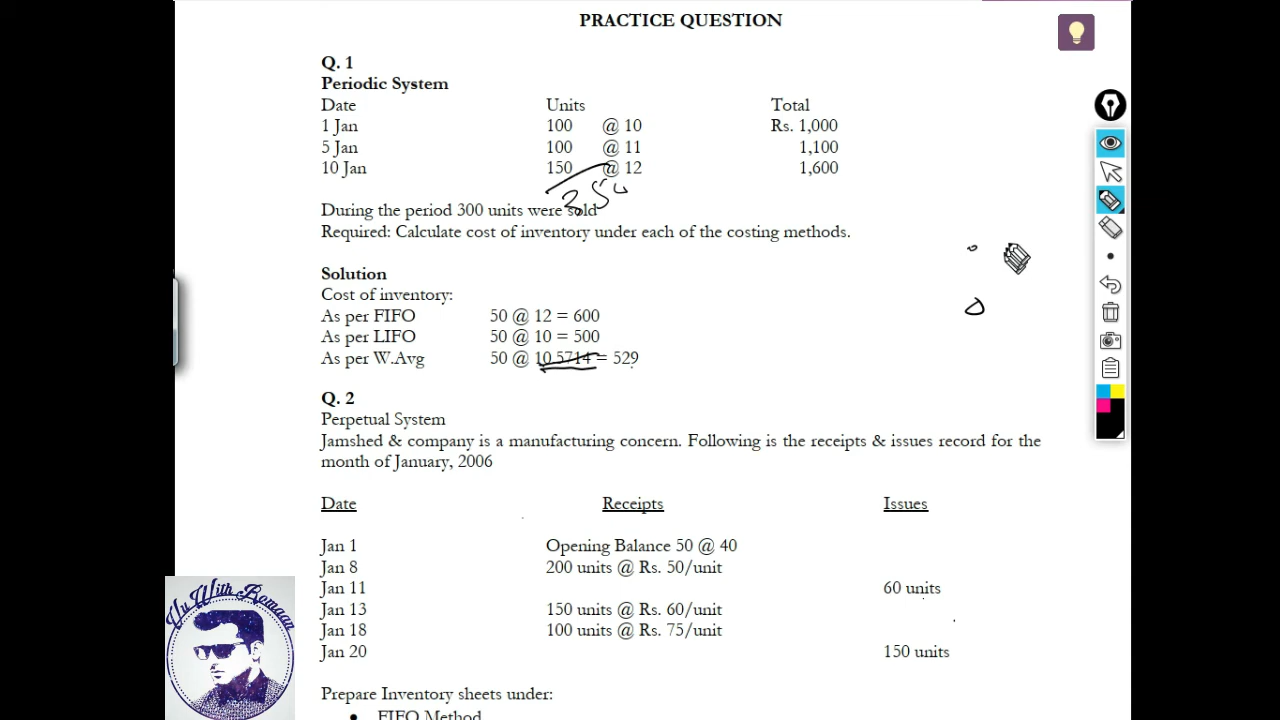 PRACTICE QUESTION
Q. 1
Periodic System
Date Units Total
1 Jan 100 @ 10 Rs. 1,000
5 Jan 100 @ 11 1,100
10 Jan 150 @ 12 1,600
350
During the period 300 units were sold
Required: Calculate cost of inventory under each of the costing methods.
Solution
Cost of inventory:
As per FIFO 50 @ 12 = 600
As per LIFO 50 @ 10 = 500
As per W.Avg 50 @ 10.5714 = 529
Q. 2
Perpetual System
Jamshed & company is a manufacturing concern. Following is the receipts & issues record for the
month of January, 2006
Date Receipts Issues
Jan 1 Opening Balance 50 @ 40
Jan 8 200 units @ Rs. 50/unit
Jan 11 60 units
Jan 13 150 units @ Rs. 60/unit
Jan 18 100 units @ Rs. 75/unit
Jan 20 150 units
Prepare Inventory sheets under:
• FIFO Method
Vu With Romaan